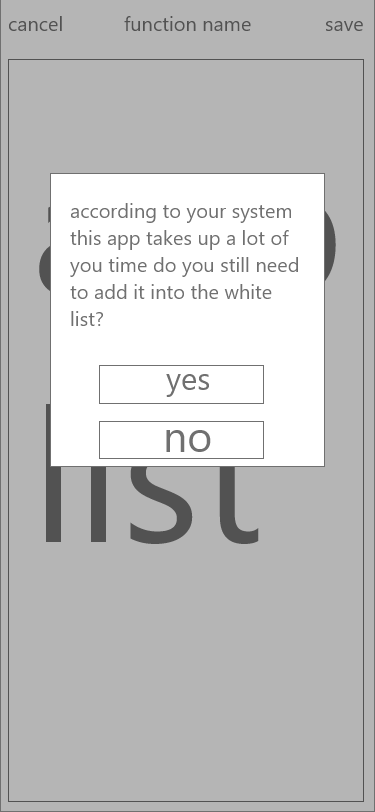 cancel function name save
according to your system
this app takes up a lot of
you time do you still need
to add it into the white
list?
yes
no
list